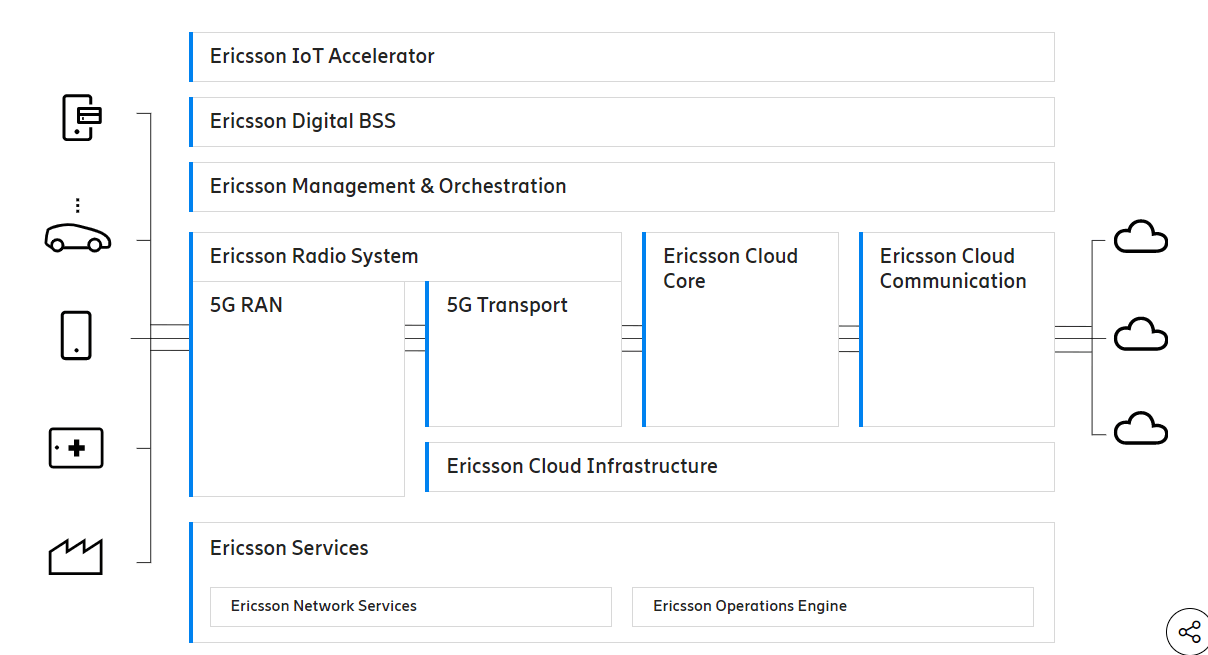 Ericsson IoT Accelerator
Ericsson Digital BSS
Ericsson Management & Orchestration
Ericsson Radio System
5G RAN
5G Transport
Ericsson Cloud
Core
Ericsson Cloud
Communication
Ericsson Cloud Infrastructure
Ericsson Services
Ericsson Network Services
Ericsson Operations Engine